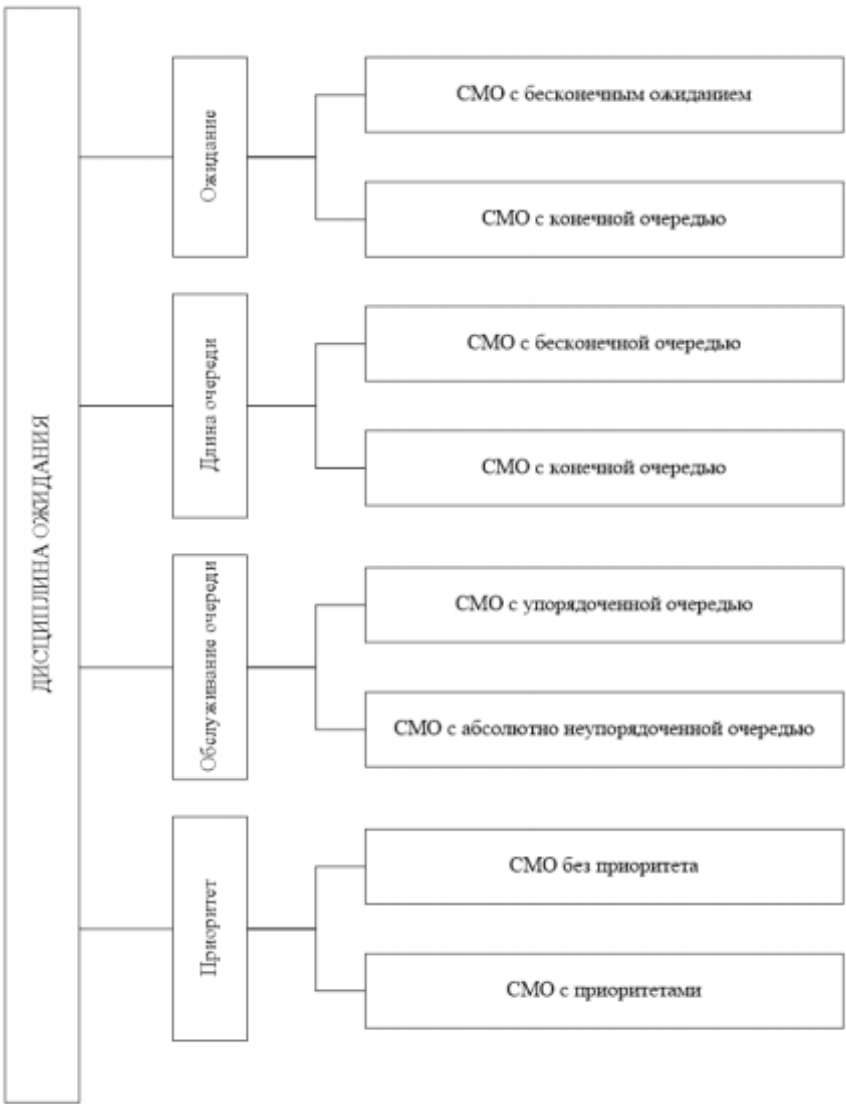 ДИСЦИПЛИНА ОЖИДАНИЯ
Ожидание
СМО с бесконечным ожиданием
СМО с конечной очередью
Длина очереди
СМО с бесконечной очередью
СМО с конечной очередью
Обслуживание очереди
СМО с упорядоченной очередью
СМО с абсолютно неупорядоченной очередью
Приоритет
СМО без приоритета
СМО с приоритетами